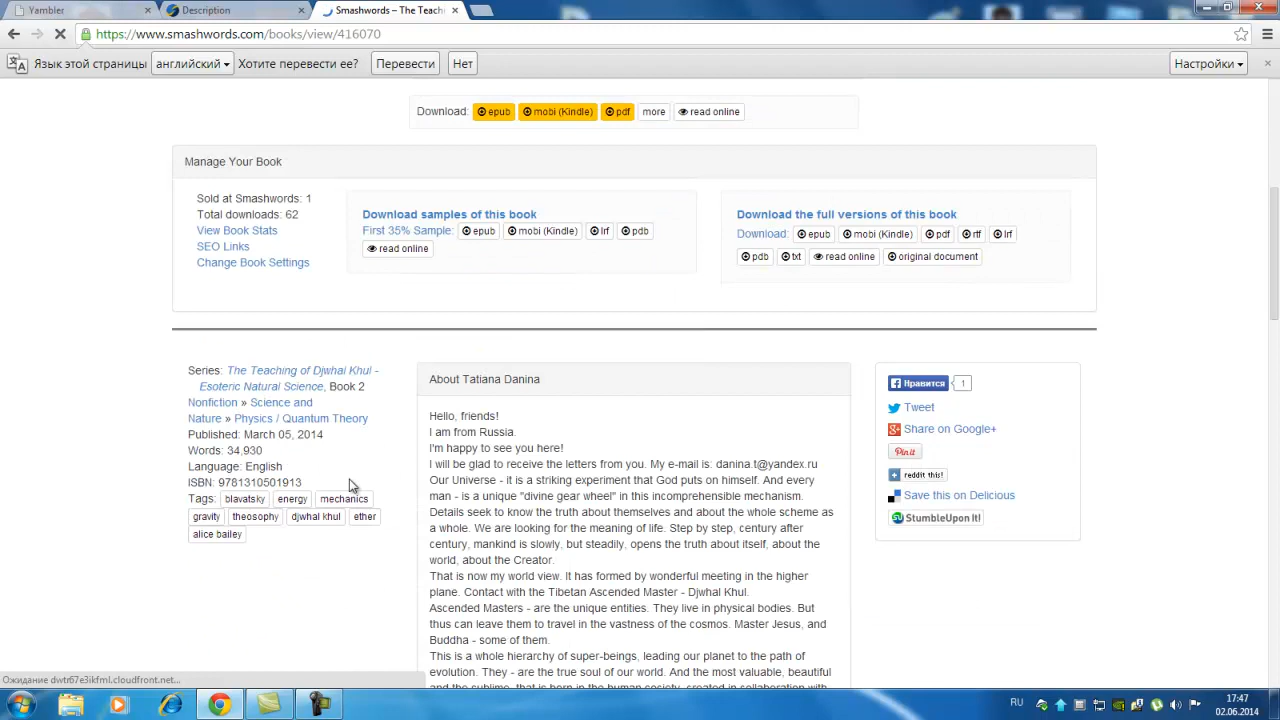 Yambler
Description
Smashwords – The Teach
https://www.smashwords.com/books/view/416070
Язык этой страницы английский Хотите перевести ее? Перевести Нет Настройки
Download: epub mobi (Kindle) pdf more read online
Manage Your Book
Sold at Smashwords: 1
Total downloads: 62
View Book Stats
SEO Links
Change Book Settings
Download samples of this book
First 35% Sample: epub mobi (Kindle) lrf pdb
read online
Download the full versions of this book
Download: epub mobi (Kindle) pdf rtf lrf
pdb txt read online original document
Series: The Teaching of Djwhal Khul -
Esoteric Natural Science, Book 2
Nonfiction » Science and
Nature » Physics / Quantum Theory
Published: March 05, 2014
Words: 34,930
Language: English
ISBN: 9781310501913
Tags: blavatsky energy mechanics
gravity theosophy djwhal khul ether
alice bailey
About Tatiana Danina
Hello, friends!
I am from Russia.
I'm happy to see you here!
I will be glad to receive the letters from you. My e-mail is: danina.t@yandex.ru
Our Universe - it is a striking experiment that God puts on himself. And every
man - is a unique "divine gear wheel" in this incomprehensible mechanism.
Details seek to know the truth about themselves and about the whole scheme as
a whole. We are looking for the meaning of life. Step by step, century after
century, mankind is slowly, but steadily, opens the truth about itself, about the
world, about the Creator.
That is now my world view. It has formed by wonderful meeting in the higher
plane. Contact with the Tibetan Ascended Master - Djwhal Khul.
Ascended Masters - are the unique entities. They live in physical bodies. But
thus can leave them to travel in the vastness of the cosmos. Master Jesus, and
Buddha - some of them.
This is a whole hierarchy of super-beings, leading our planet to the path of
evolution. They - are the true soul of our world. And the most valuable, beautiful
and the sublime, that is born in the human society, created in collaboration with
Нравится 1
Tweet
Share on Google+
Pin it
reddit this!
Save this on Delicious
StumbleUpon It!
Ожидание dwtr67e3ikfml.cloudfront.net...
RU
17:47
02.06.2014